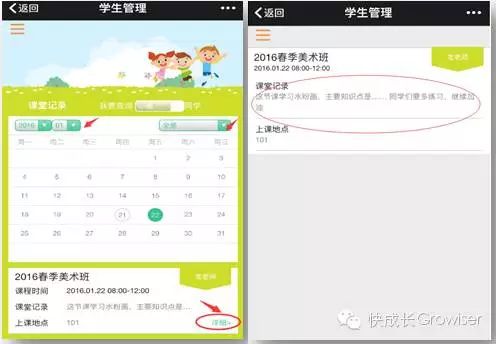 返回
学生管理
课堂记录
我要查询
同学
2016
01
全部
周一 周二 周三 周四 周五 周六 周日
1 2 3
4 5 6 7 8 9 10
11 12 13 14 15 16 17
18 19 20 21 22 23 24
25 26 27 28 29 30 31
2016春季美术班
课程时间 2016.01.22 08:00-12:00
课堂记录 这节课学习水粉画，主要知识点是……
上课地点 101
详细»
返回
学生管理
2016春季美术班
2016.01.22 08:00-12:00
课堂记录
这节课学习水粉画，主要知识点是…… 同学们要多练习，继续加
油
上课地点
101
快成长Growiser